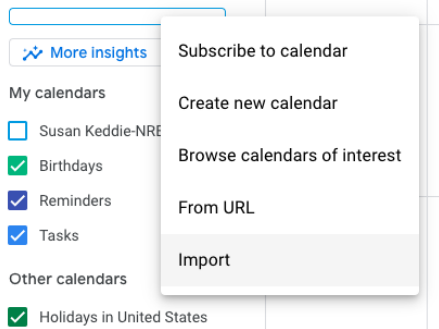 More insights
My calendars
Susan Keddie-NRE
Birthdays
Reminders
Tasks
Other calendars
Holidays in United States
Subscribe to calendar
Create new calendar
Browse calendars of interest
From URL
Import